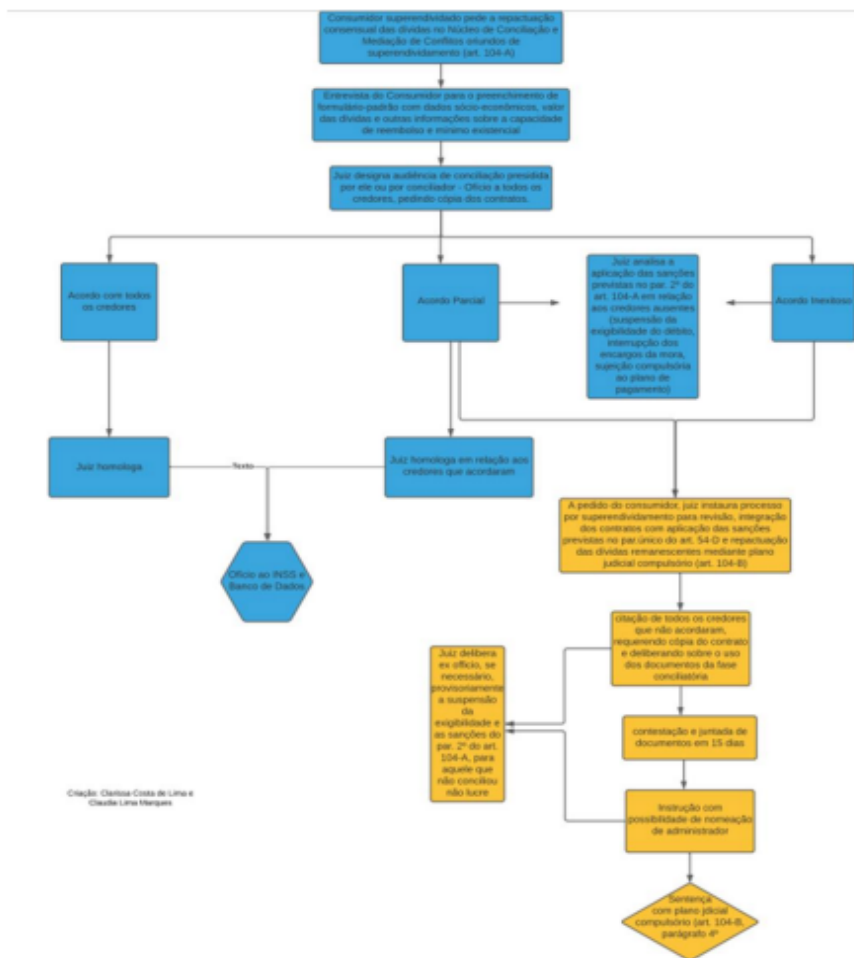 Consumidor superendividado pede a repactuação
consensual das dívidas no Núcleo de Conciliação e
Mediação de Conflitos oriundos de
superendividamento (art. 104-A)
Entrevista do Consumidor para o preenchimento de
formulário-padrão com dados sócio-econômicos, valor
das dívidas e outras informações sobre a capacidade
de reembolso e mínimo existencial
Juiz designa audiência de conciliação presidida
por ele ou por conciliador - Ofício a todos os
credores, pedindo cópia dos contratos.
Acordo com todos
os credores
Acordo Parcial
Juiz analisa a
aplicação das sanções
previstas no par. 2º do
art. 104-A em relação
aos credores ausentes
(suspensão da
exigibilidade do débito,
interrupção dos
encargos da mora,
sujeição compulsória
ao plano de
pagamento)
Acordo Inexitoso
Juiz homologa
Texto
Juiz homologa em relação aos
credores que acordaram
Ofício ao INSS e
Banco de Dados
A pedido do consumidor, juiz instaura processo
por superendividamento para revisão, integração
dos contratos com aplicação das sanções
previstas no par.único do art. 54-D e repactuação
das dívidas remanescentes mediante plano
judicial compulsório (art. 104-B)
citação de todos os credores
que não acordaram,
requerendo cópia do contrato
e deliberando sobre o uso
dos documentos da fase
conciliatória
Juiz delibera
ex officio, se
necessário,
provisoriamente
a suspensão
da
exigibilidade e
as sanções do
par. 2º do art.
104-A, para
aquele que
não conciliou
não lucre
contestação e juntada de
documentos em 15 dias
Instrução com
possibilidade de nomeação
de administrador
Sentença
com plano jdicial
compulsório (art. 104-B,
parágrafo 4º
Criação: Clarissa Costa de Lima e
Claudia Lima Marques